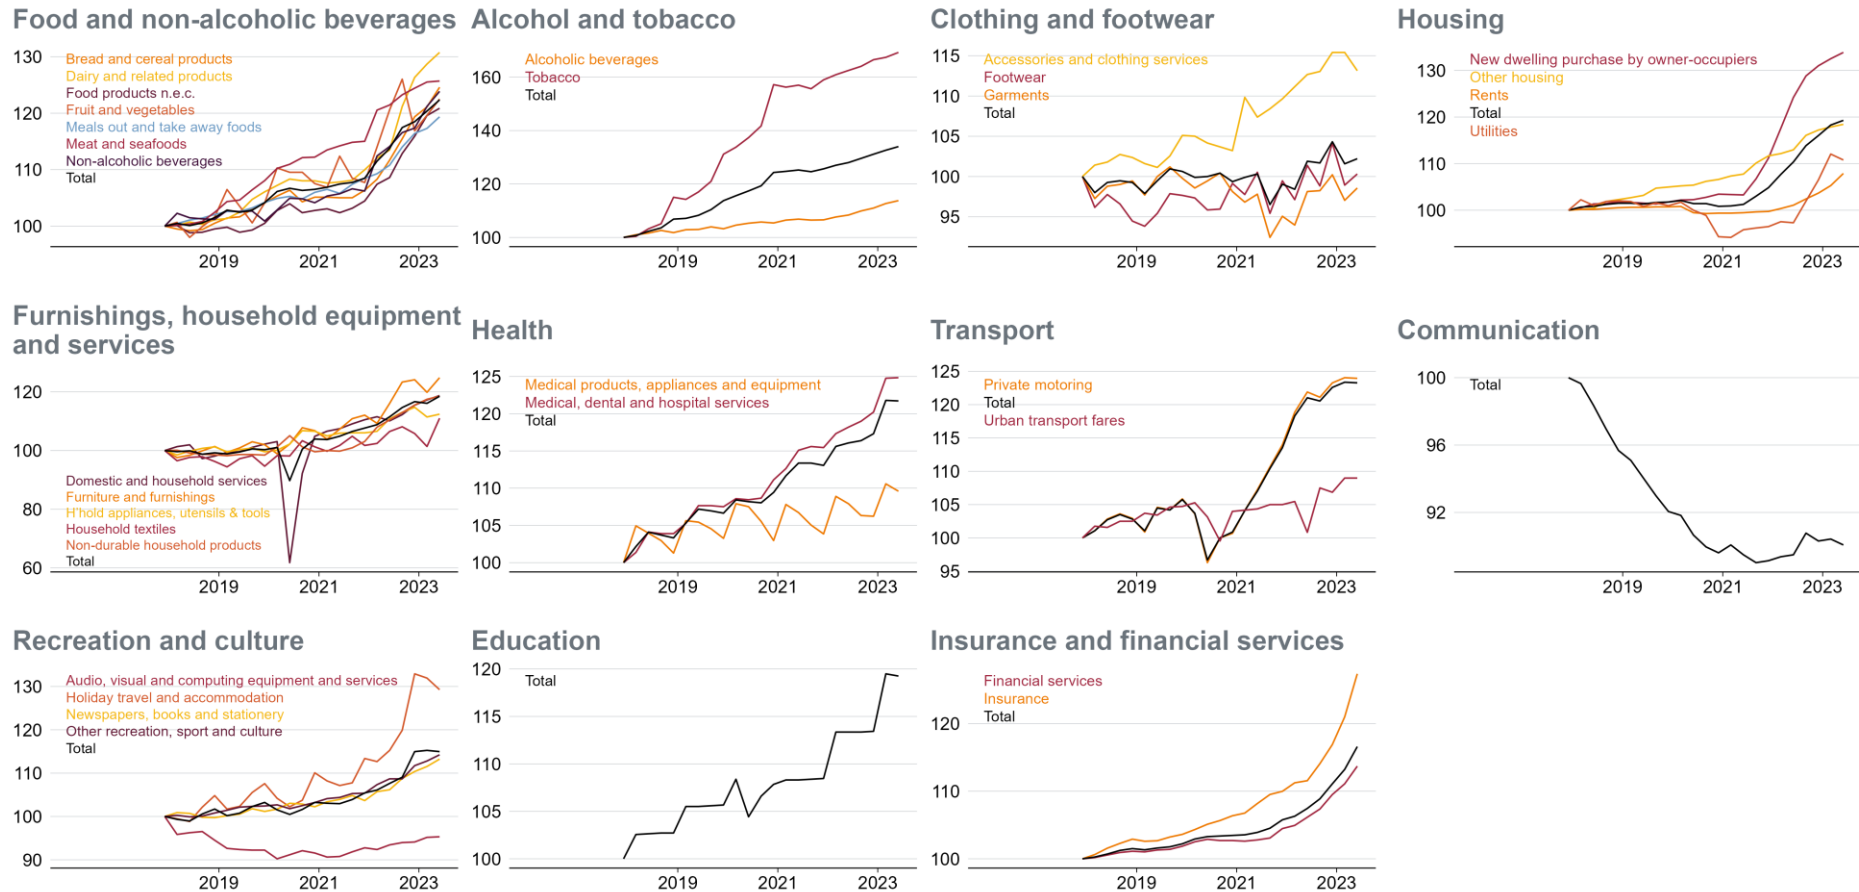 Food and non-alcoholic beverages
130
120
110
100
Bread and cereal products
Dairy and related products
Food products n.e.c.
Fruit and vegetables
Meals out and take away foods
Meat and seafoods
Non-alcoholic beverages
Total
2019
2021
2023
Alcohol and tobacco
160
140
120
100
Alcoholic beverages
Tobacco
Total
2019
2021
2023
Clothing and footwear
115
110
105
100
95
Accessories and clothing services
Footwear
Garments
Total
2019
2021
2023
Housing
130
120
110
100
New dwelling purchase by owner-occupiers
Other housing
Rents
Total
Utilities
2019
2021
2023
Furnishings, household equipment
and services
120
100
80
60
Domestic and household services
Furniture and furnishings
H'hold appliances, utensils & tools
Household textiles
Non-durable household products
Total
2019
2021
2023
Health
125
120
115
110
105
100
Medical products, appliances and equipment
Medical, dental and hospital services
Total
2019
2021
2023
Transport
125
120
115
110
105
100
95
Private motoring
Total
Urban transport fares
2019
2021
2023
Communication
100
96
92
Total
2019
2021
2023
Recreation and culture
130
120
110
100
90
Audio, visual and computing equipment and services
Holiday travel and accommodation
Newspapers, books and stationery
Other recreation, sport and culture
Total
2019
2021
2023
Education
120
115
110
105
100
Total
2019
2021
2023
Insurance and financial services
120
110
100
Financial services
Insurance
Total
2019
2021
2023